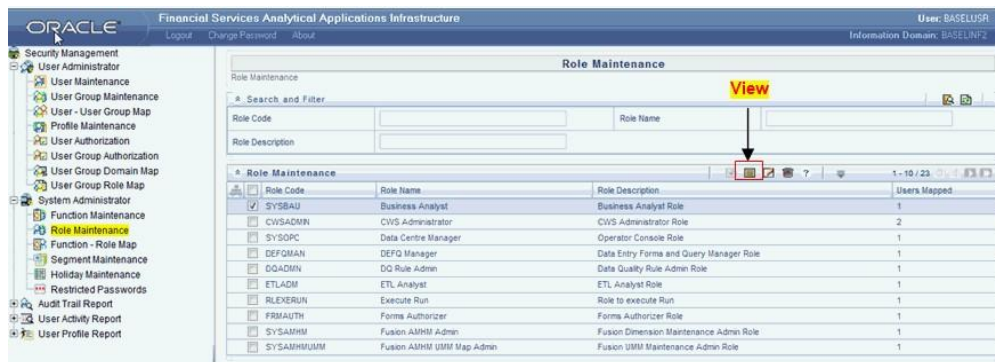 ORACLE
Financial Services Analytical Applications Infrastructure
User: BASELUSR
Logout Change Password About
Information Domain: BASELINF2
Security Management
User Administrator
User Maintenance
User Group Maintenance
User - User Group Map
Profile Maintenance
User Authorization
User Group Authorization
User Group Domain Map
User Group Role Map
System Administrator
Function Maintenance
Role Maintenance
Function - Role Map
Segment Maintenance
Holiday Maintenance
Restricted Passwords
Audit Trail Report
User Activity Report
User Profile Report
Role Maintenance
Role Maintenance
View
Search and Filter
Role Code
Role Name
Role Description
Role Maintenance
? 1 - 10 / 23
Role Code Role Name Role Description Users Mapped
SYSBAU Business Analyst Business Analyst Role 1
CWSADMIN CWS Administrator CWS Administrator Role 2
SYSOPC Data Centre Manager Operator Console Role 1
DEFQMAN DEFQ Manager Data Entry Forms and Query Manager Role 1
DQADMN DQ Rule Admin Data Quality Rule Admin Role 1
ETLADM ETL Analyst ETL Analyst Role 1
RLEXERUN Execute Run Role to execute Run 1
FRMAUTH Forms Authorizer Forms Authorizer Role 1
SYSAMHM Fusion AMHM Admin Fusion Dimension Maintenance Admin Role 1
SYSAMHMUMM Fusion AMHM UMM Map Admin Fusion UMM Maintenance Admin Role 1